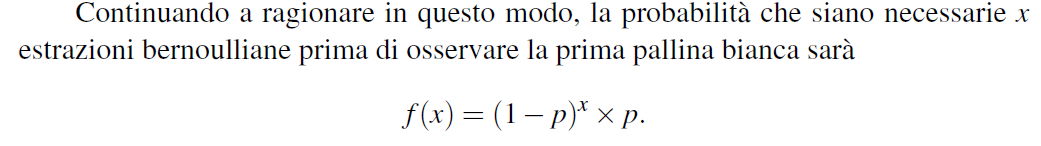 Continuando a ragionare in questo modo, la probabilità che siano necessarie x
estrazioni bernoulliane prima di osservare la prima pallina bianca sarà
f(x) = (1 − p)^x × p.